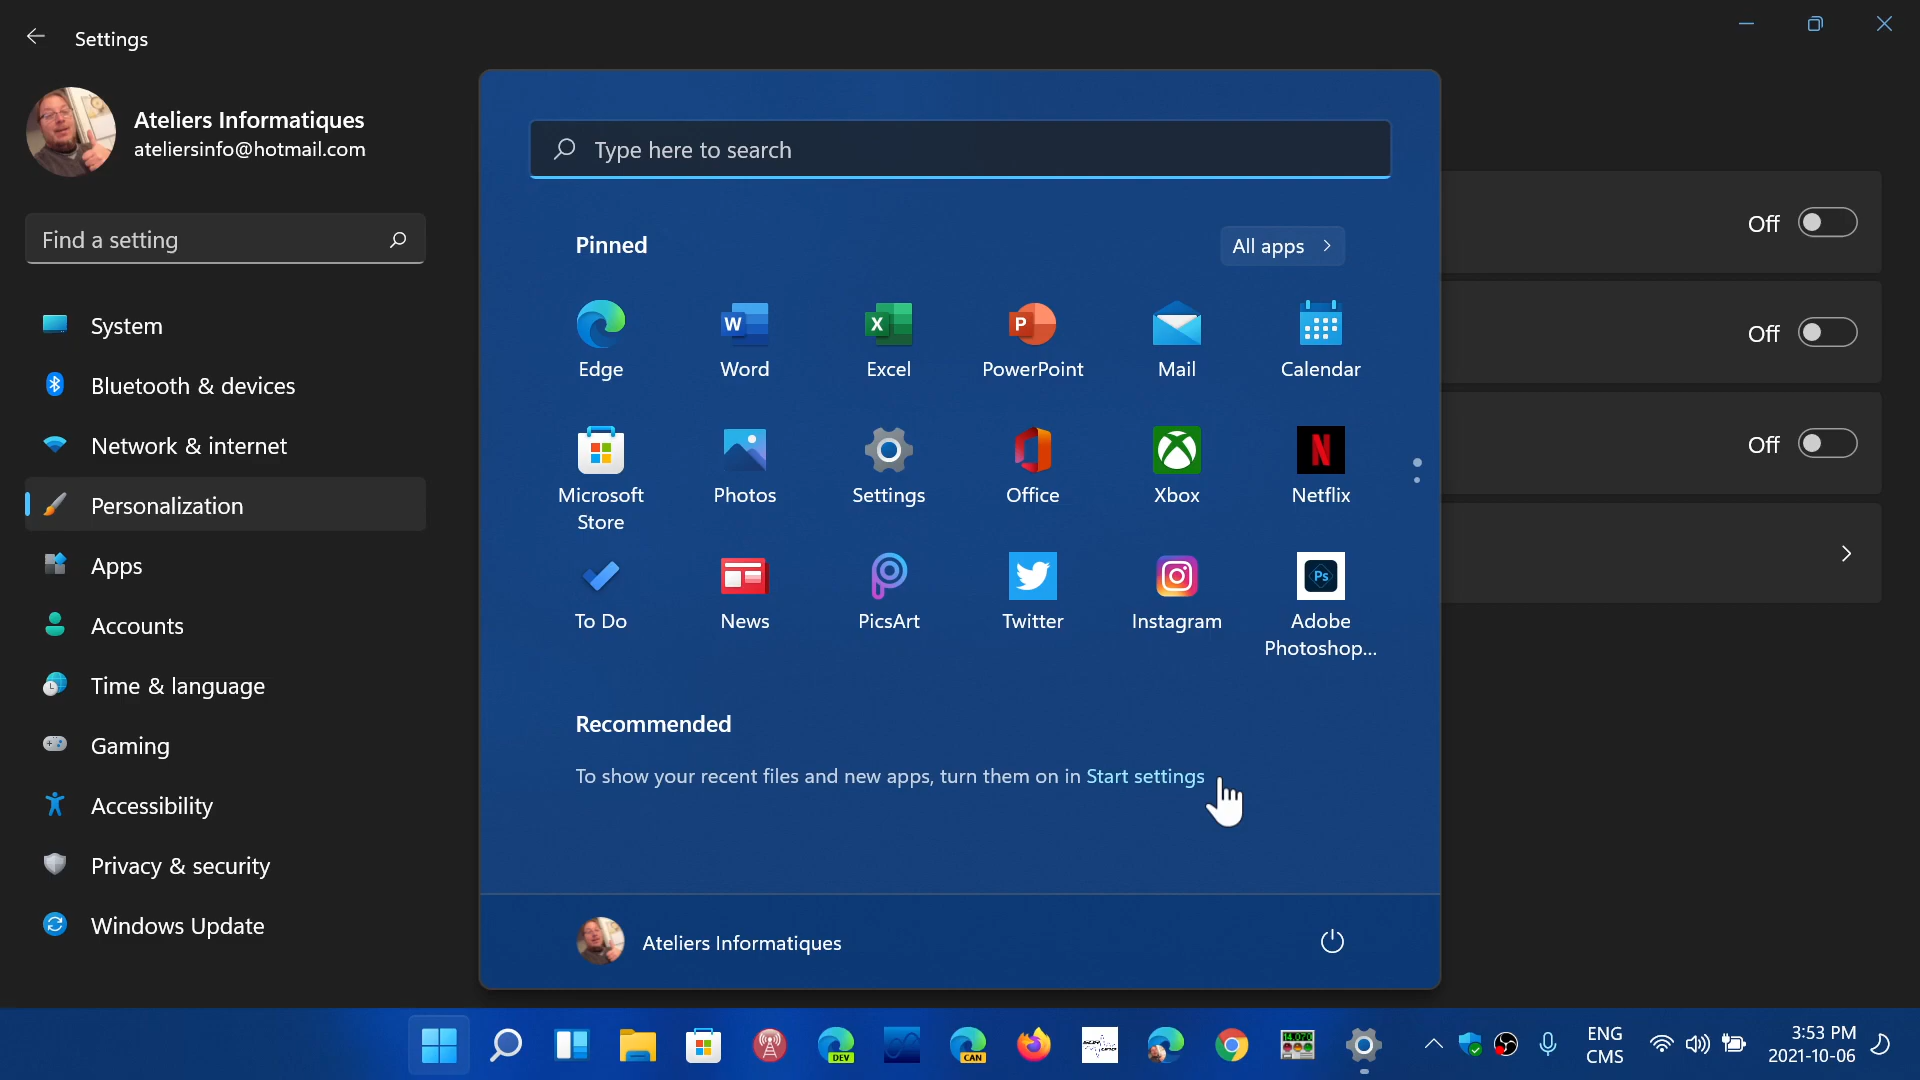 Settings
Ateliers Informatiques
ateliersinfo@hotmail.com
Find a setting
System
Bluetooth & devices
Network & internet
Personalization
Apps
Accounts
Time & language
Gaming
Accessibility
Privacy & security
Windows Update
Type here to search
Pinned
All apps
Edge
Word
Excel
PowerPoint
Mail
Calendar
Microsoft
Store
Photos
Settings
Office
Xbox
Netflix
To Do
News
PicsArt
Twitter
Instagram
Adobe
Photoshop...
Recommended
To show your recent files and new apps, turn them on in Start settings
Ateliers Informatiques
Off
Off
Off
DEV
CAN
ENG
CMS
3:53 PM
2021-10-06